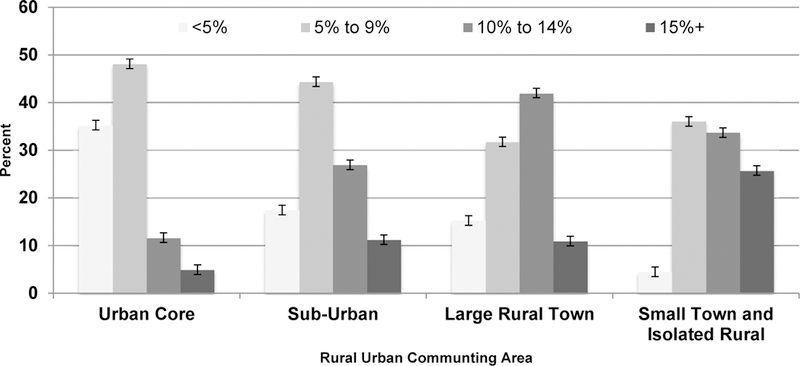 <5% 5% to 9% 10% to 14% 15%+
60
50
40
30
20
10
0
Percent
Urban Core Sub-Urban Large Rural Town Small Town and
Isolated Rural
Rural Urban Communting Area